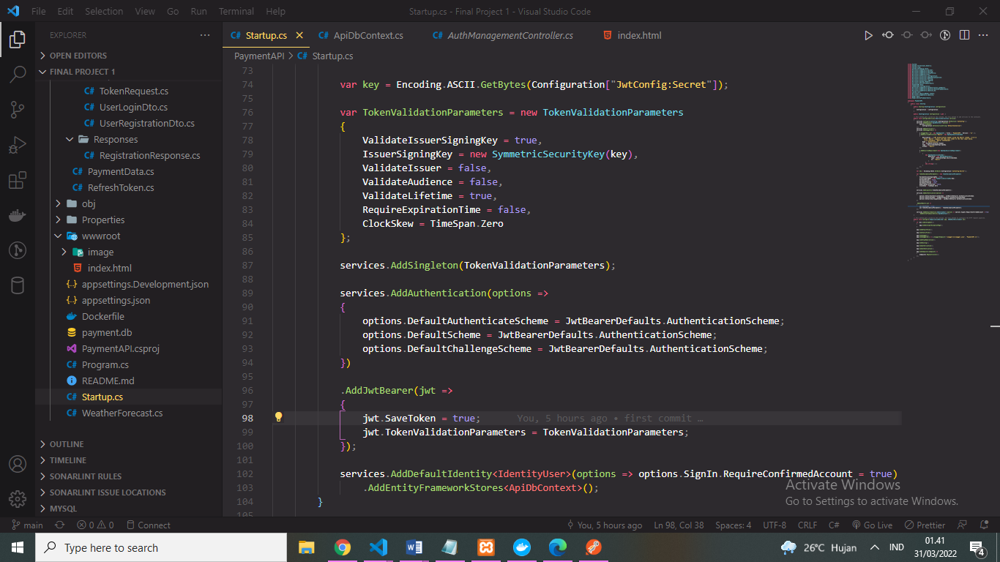 File Edit Selection View Go Run Terminal Help Startup.cs - Final Project 1 - Visual Studio Code
EXPLORER
OPEN EDITORS
FINAL PROJECT 1
TokenRequest.cs
UserLoginDto.cs
UserRegistrationDto.cs
Responses
RegistrationResponse.cs
PaymentData.cs
RefreshToken.cs
obj
Properties
wwwroot
image
index.html
appsettings.Development.json
appsettings.json
Dockerfile
payment.db
PaymentAPI.csproj
Program.cs
README.md
Startup.cs
WeatherForecast.cs
OUTLINE
TIMELINE
SONARLINT RULES
SONARLINT ISSUE LOCATIONS
MYSQL
Startup.cs ApiDbContext.cs AuthManagementController.cs index.html
PaymentAPI > Startup.cs
73
74 var key = Encoding.ASCII.GetBytes(Configuration["JwtConfig:Secret"]);
75
76 var TokenValidationParameters = new TokenValidationParameters
77 {
78 ValidateIssuerSigningKey = true,
79 IssuerSigningKey = new SymmetricSecurityKey(key),
80 ValidateIssuer = false,
81 ValidateAudience = false,
82 ValidateLifetime = true,
83 RequireExpirationTime = false,
84 ClockSkew = TimeSpan.Zero
85 };
86
87 services.AddSingleton(TokenValidationParameters);
88
89 services.AddAuthentication(options =>
90 {
91 options.DefaultAuthenticateScheme = JwtBearerDefaults.AuthenticationScheme;
92 options.DefaultScheme = JwtBearerDefaults.AuthenticationScheme;
93 options.DefaultChallengeScheme = JwtBearerDefaults.AuthenticationScheme;
94 })
95
96 .AddJwtBearer(jwt =>
97 {
98 jwt.SaveToken = true; You, 5 hours ago • first commit …
99 jwt.TokenValidationParameters = TokenValidationParameters;
100 });
101
102 services.AddDefaultIdentity<IdentityUser>(options => options.SignIn.RequireConfirmedAccount = true)
103 .AddEntityFrameworkStores<ApiDbContext>();
104 }
105
Activate Windows
Go to Settings to activate Windows.
main 0 0 Connect You, 5 hours ago Ln 98, Col 38 Spaces: 4 UTF-8 CRLF C# Go Live Prettier
Type here to search 26°C Hujan IND 01.41
31/03/2022 4